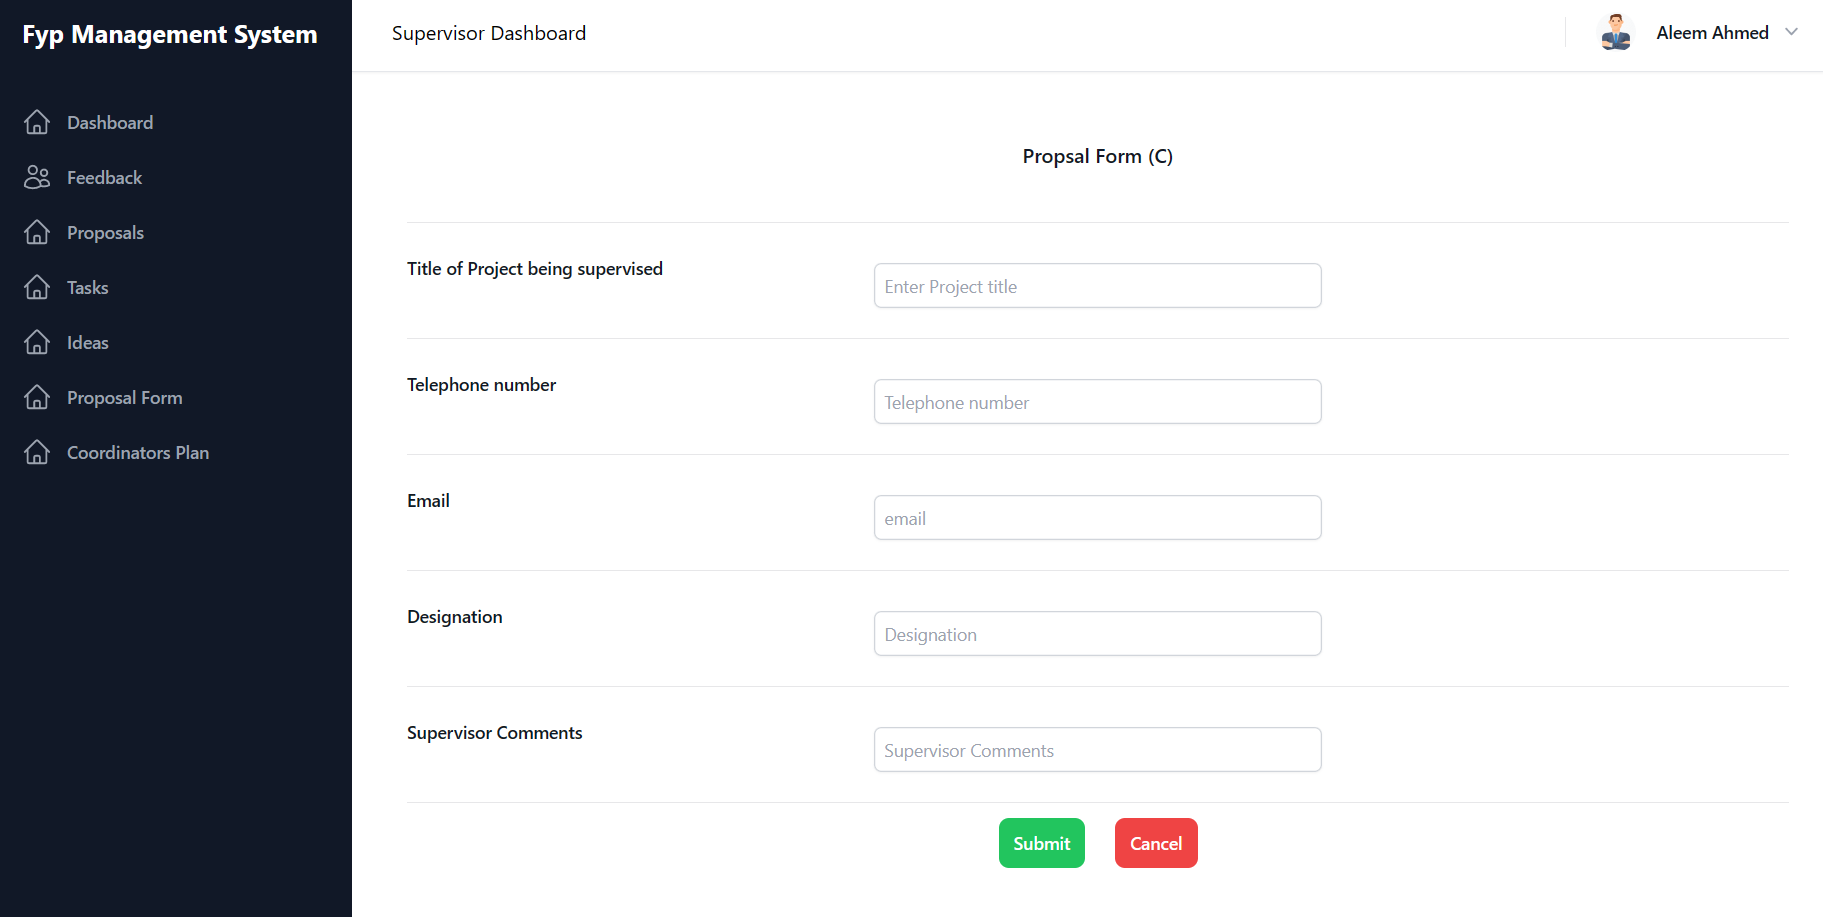 Fyp Management System
Supervisor Dashboard
Aleem Ahmed
Dashboard
Feedback
Proposals
Tasks
Ideas
Proposal Form
Coordinators Plan
Propsal Form (C)
Title of Project being supervised
Enter Project title
Telephone number
Telephone number
Email
email
Designation
Designation
Supervisor Comments
Supervisor Comments
Submit
Cancel